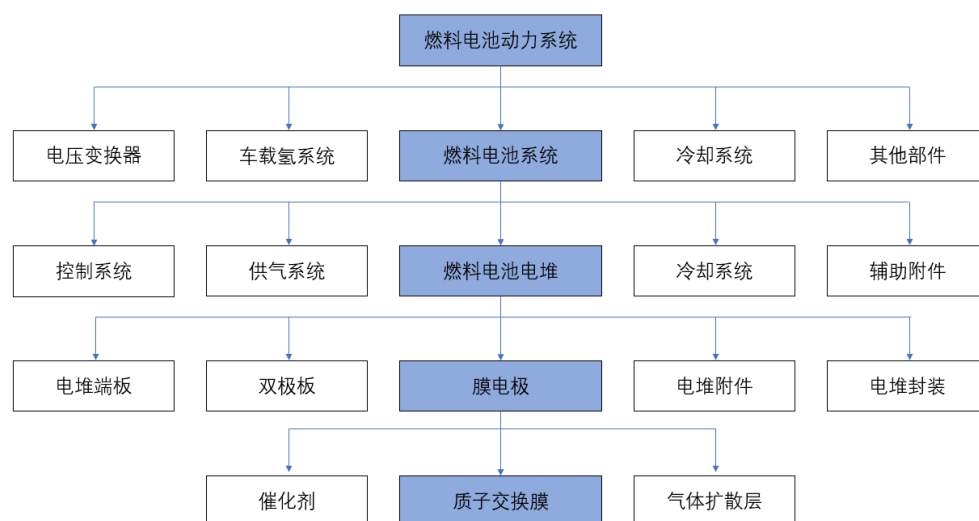 燃料电池动力系统
电压变换器
车载氢系统
燃料电池系统
冷却系统
其他部件
控制系统
供气系统
燃料电池电堆
冷却系统
辅助附件
电堆端板
双极板
膜电极
电堆附件
电堆封装
催化剂
质子交换膜
气体扩散层